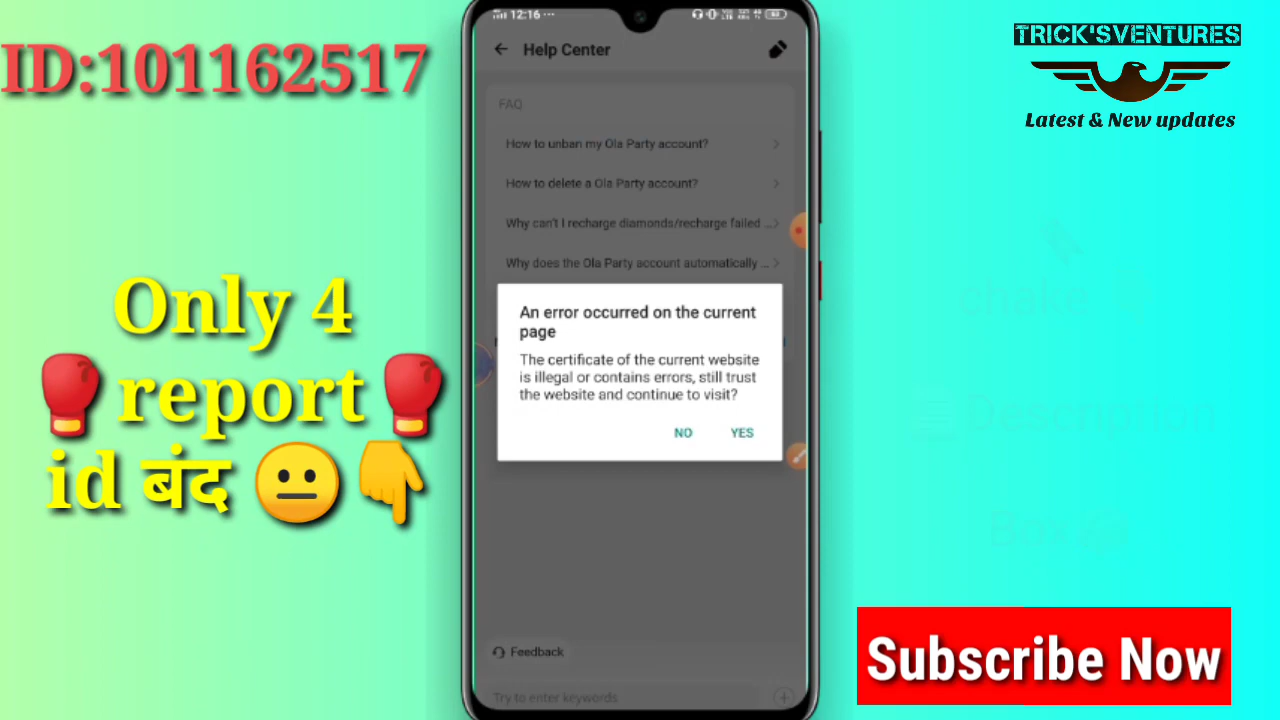 ID:101162517
Only 4
report
id बंद
12:16
82
Help Center
FAQ
How to unban my Ola Party account?
How to delete a Ola Party account?
Why can't I recharge diamonds/recharge failed ...
Why does the Ola Party account automatically ...
An error occurred on the current
page
The certificate of the current website
is illegal or contains errors, still trust
the website and continue to visit?
NO YES
Feedback
Try to enter keywords
TRICK'SVENTURES
Latest & New updates
shake
Description
Box
Subscribe Now